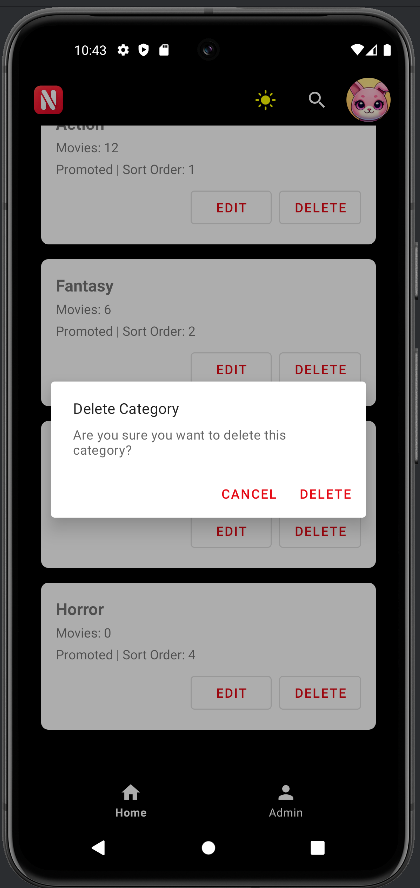 10:43
N
Action
Movies: 12
Promoted | Sort Order: 1
EDIT DELETE
Fantasy
Movies: 6
Promoted | Sort Order: 2
EDIT DELETE
Delete Category
Are you sure you want to delete this
category?
CANCEL DELETE
EDIT DELETE
Horror
Movies: 0
Promoted | Sort Order: 4
EDIT DELETE
Home Admin